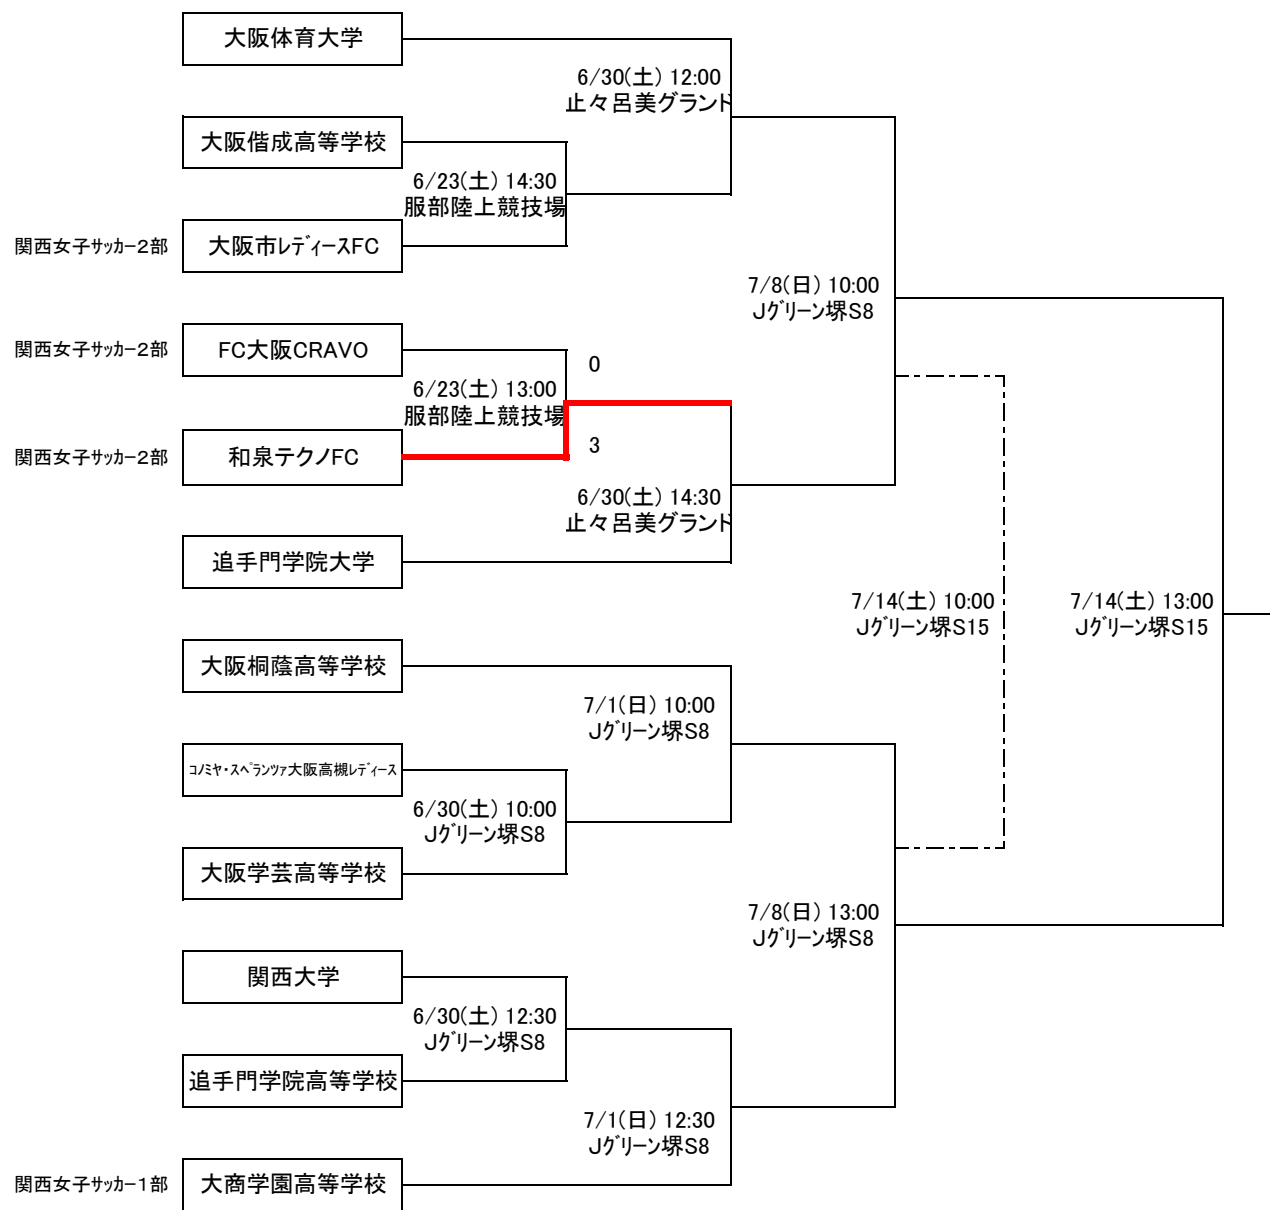 大阪体育大学
6/30(土) 12:00
止々呂美グランド
大阪偕成高等学校
6/23(土) 14:30
服部陸上競技場
関西女子ｻｯｶｰ2部
大阪市ﾚﾃﾞｨｰｽFC
7/8(日) 10:00
Jｸﾞﾘｰﾝ堺S8
関西女子ｻｯｶｰ2部
FC大阪CRAVO
0
6/23(土) 13:00
服部陸上競技場
関西女子ｻｯｶｰ2部
和泉テクノFC
3
6/30(土) 14:30
止々呂美グランド
追手門学院大学
7/14(土) 10:00
Jｸﾞﾘｰﾝ堺S15
7/14(土) 13:00
Jｸﾞﾘｰﾝ堺S15
大阪桐蔭高等学校
7/1(日) 10:00
Jｸﾞﾘｰﾝ堺S8
ｺﾉﾐﾔ・ｽﾍﾟﾗﾝﾂｧ大阪高槻ﾚﾃﾞｨｰｽ
6/30(土) 10:00
Jｸﾞﾘｰﾝ堺S8
大阪学芸高等学校
7/8(日) 13:00
Jｸﾞﾘｰﾝ堺S8
関西大学
6/30(土) 12:30
Jｸﾞﾘｰﾝ堺S8
追手門学院高等学校
7/1(日) 12:30
Jｸﾞﾘｰﾝ堺S8
関西女子ｻｯｶｰ1部
大商学園高等学校